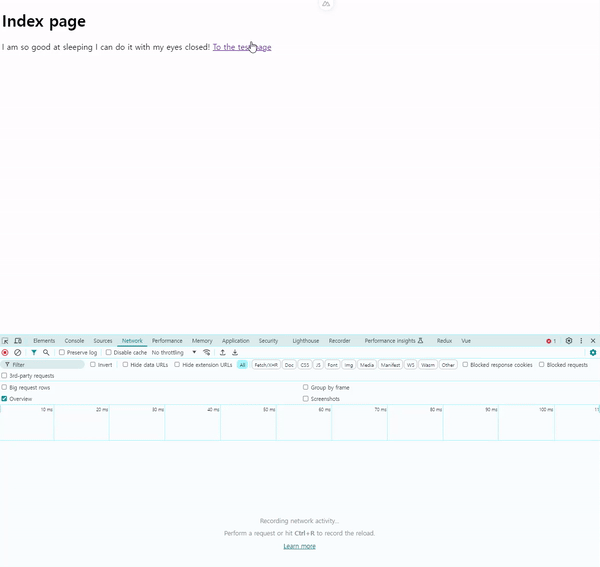 Index page
I am so good at sleeping I can do it with my eyes closed! To the test page
Elements Console Sources Network Performance Memory Application Security Lighthouse Recorder Performance insights Redux Vue 1
Preserve log Disable cache No throttling
Filter Invert Hide data URLs Hide extension URLs All Fetch/XHR Doc CSS JS Font Img Media Manifest WS Wasm Other Blocked response cookies Blocked requests
3rd-party requests
Big request rows Group by frame
Overview Screenshots
10 ms 20 ms 30 ms 40 ms 50 ms 60 ms 70 ms 80 ms 90 ms 100 ms
Recording network activity...
Perform a request or hit Ctrl+R to record the reload.
Learn more